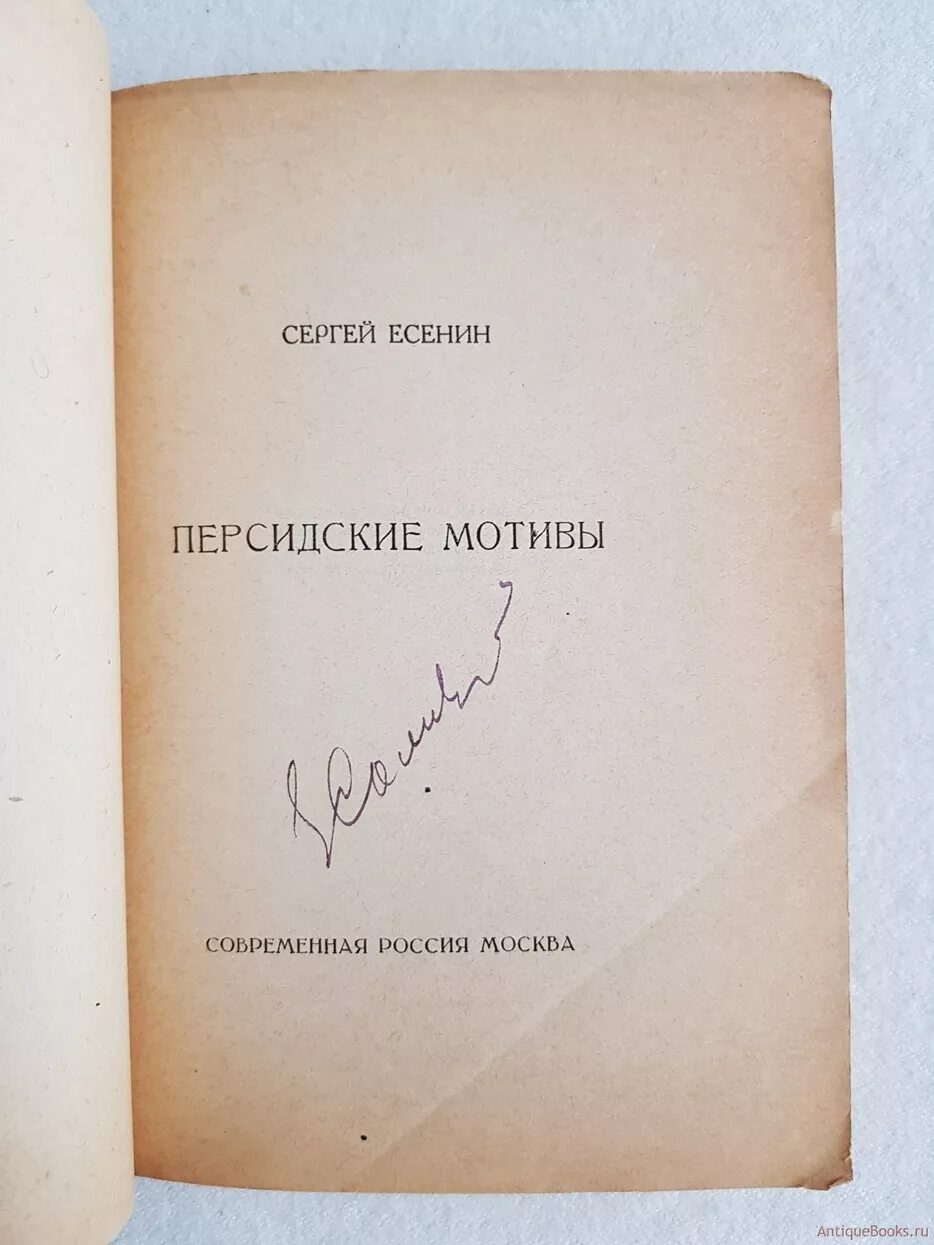 СЕРГЕЙ ЕСЕНИН
ПЕРСИДСКИЕ МОТИВЫ
СОВРЕМЕННАЯ РОССИЯ МОСКВА
AntiqueBooks.ru